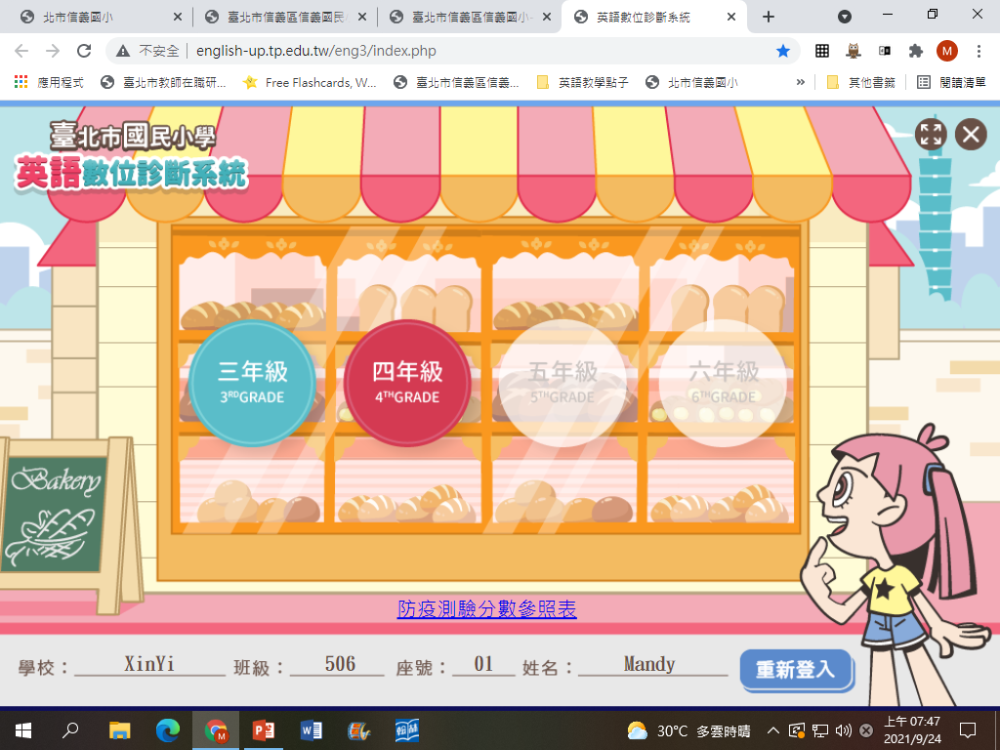 北市信義國小
臺北市信義區信義國民
臺北市信義區信義國小
英語數位診斷系統
不安全
english-up.tp.edu.tw/eng3/index.php
M
應用程式
臺北市教師在職研...
Free Flashcards, W...
臺北市信義區信義...
英語教學點子
北市信義國小
»
其他書籤
閱讀清單
臺北市國民小學
英語數位診斷系統
三年級
3RDGRADE
四年級
4THGRADE
五年級
5THGRADE
六年級
6THGRADE
Bakery
防疫測驗分數參照表
學校： XinYi 班級： 506 座號： 01 姓名： Mandy
重新登入
30°C 多雲時晴
上午 07:47
2021/9/24